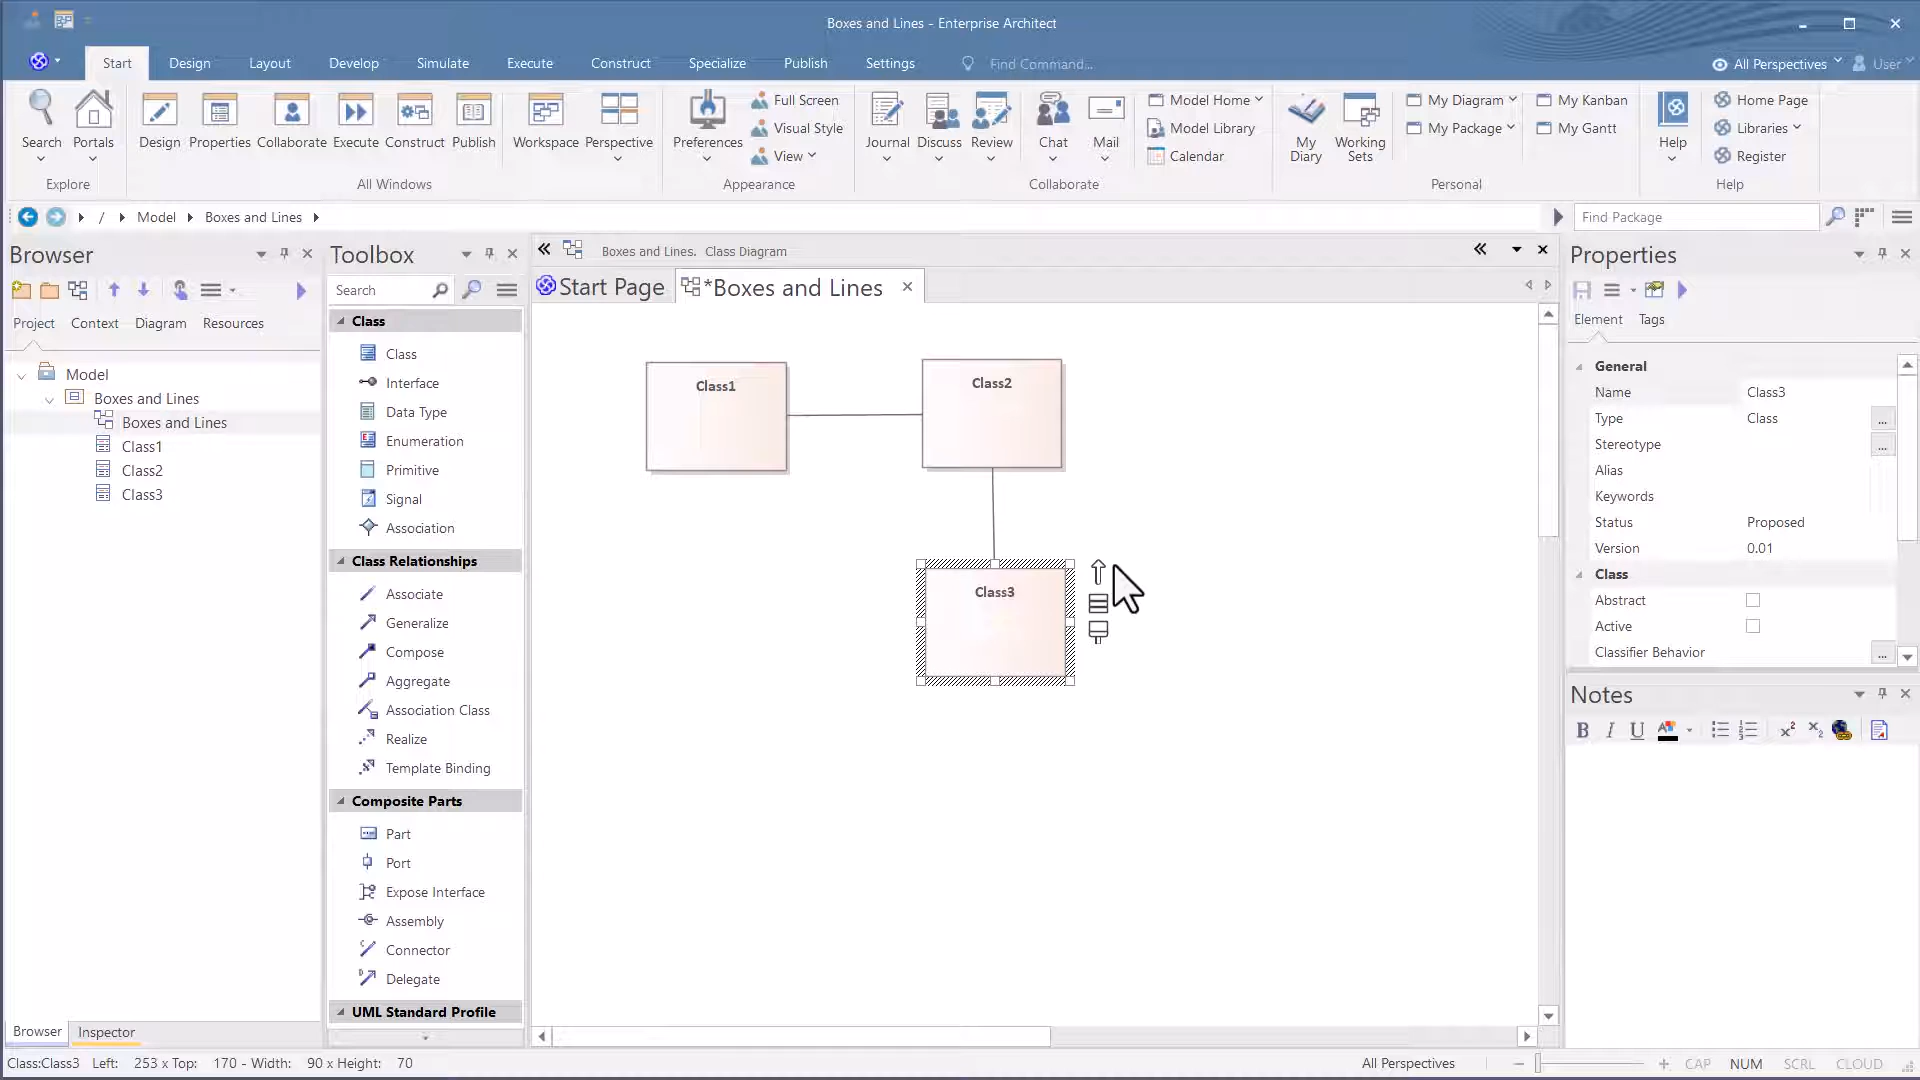 Boxes and Lines - Enterprise Architect
Start
Design
Layout
Develop
Simulate
Execute
Construct
Specialize
Publish
Settings
Find Command...
All Perspectives
User
Search
Portals
Explore
Design
Properties
Collaborate
Execute
Construct
Publish
All Windows
Workspace
Perspective
Preferences
Full Screen
Visual Style
View
Appearance
Journal
Discuss
Review
Chat
Mail
Model Home
Model Library
Calendar
Collaborate
My
Diary
Working
Sets
My Diagram
My Package
My Kanban
My Gantt
Personal
Help
Home Page
Libraries
Register
Help
/
Model
Boxes and Lines
Find Package
Browser
Project
Context
Diagram
Resources
Model
Boxes and Lines
Boxes and Lines
Class1
Class2
Class3
Browser
Inspector
Toolbox
Search
Class
Class
Interface
Data Type
Enumeration
Primitive
Signal
Association
Class Relationships
Associate
Generalize
Compose
Aggregate
Association Class
Realize
Template Binding
Composite Parts
Part
Port
Expose Interface
Assembly
Connector
Delegate
UML Standard Profile
Boxes and Lines. Class Diagram
Start Page
*Boxes and Lines
Class1
Class2
Class3
Properties
Element
Tags
General
Name Class3
Type Class
...
Stereotype
...
Alias
Keywords
Status Proposed
Version 0.01
Class
Abstract
Active
Classifier Behavior
...
Notes
B I U A
x² x₂
Class:Class3 Left: 253 x Top: 170 - Width: 90 x Height: 70
All Perspectives
CAP NUM SCRL CLOUD